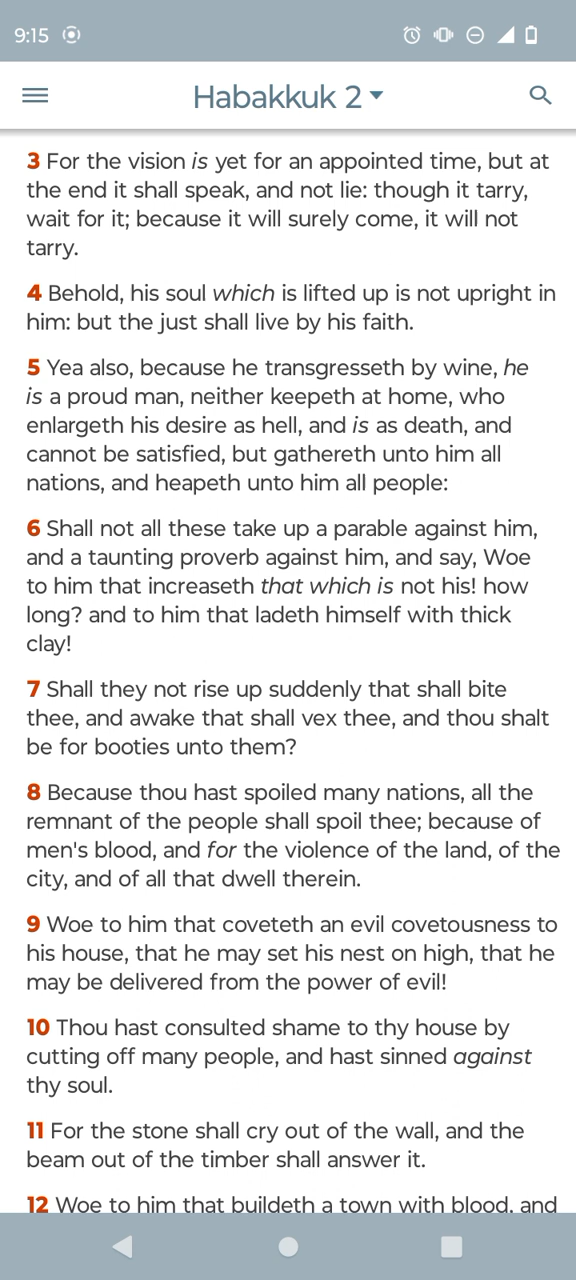 9:15
Habakkuk 2
3 For the vision is yet for an appointed time, but at
the end it shall speak, and not lie: though it tarry,
wait for it; because it will surely come, it will not
tarry.
4 Behold, his soul which is lifted up is not upright in
him: but the just shall live by his faith.
5 Yea also, because he transgresseth by wine, he
is a proud man, neither keepeth at home, who
enlargeth his desire as hell, and is as death, and
cannot be satisfied, but gathereth unto him all
nations, and heapeth unto him all people:
6 Shall not all these take up a parable against him,
and a taunting proverb against him, and say, Woe
to him that increaseth that which is not his! how
long? and to him that ladeth himself with thick
clay!
7 Shall they not rise up suddenly that shall bite
thee, and awake that shall vex thee, and thou shalt
be for booties unto them?
8 Because thou hast spoiled many nations, all the
remnant of the people shall spoil thee; because of
men's blood, and for the violence of the land, of the
city, and of all that dwell therein.
9 Woe to him that coveteth an evil covetousness to
his house, that he may set his nest on high, that he
may be delivered from the power of evil!
10 Thou hast consulted shame to thy house by
cutting off many people, and hast sinned against
thy soul.
11 For the stone shall cry out of the wall, and the
beam out of the timber shall answer it.
12 Woe to him that buildeth a town with blood, and